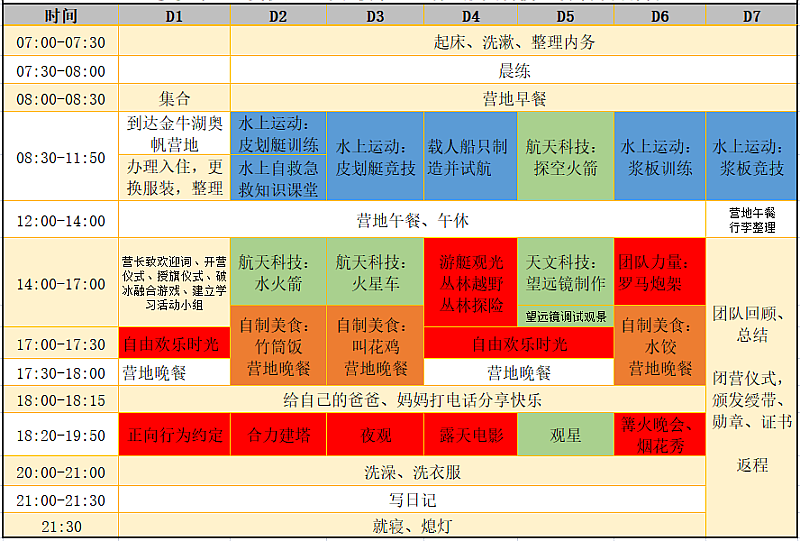 时间 D1 D2 D3 D4 D5 D6 D7
07:00-07:30 起床、洗漱、整理内务
07:30-08:00 晨练
08:00-08:30 集合 营地早餐
08:30-11:50
到达金牛湖奥
帆营地
办理入住，更
换服装，整理
水上运动：
皮划艇训练
水上自救急
救知识课堂
水上运动：
皮划艇竞技
载人船只制
造并试航
航天科技：
探空火箭
水上运动：
浆板训练
水上运动：
浆板竞技
12:00-14:00 营地午餐、午休
营地午餐
行李整理
14:00-17:00
营长致欢迎词、开营
仪式、授旗仪式、破
冰融合游戏、建立学
习活动小组
航天科技：
水火箭
航天科技：
火星车
游艇观光
丛林越野
丛林探险
天文科技：
望远镜制作
望远镜调试观景
团队力量：
罗马炮架
团队回顾、
总结
闭营仪式，
颁发绶带、
勋章、证书
返程
17:00-17:30 自由欢乐时光
自制美食：
竹筒饭
营地晚餐
自制美食：
叫花鸡
营地晚餐
自由欢乐时光
自制美食：
水饺
营地晚餐
17:30-18:00 营地晚餐 营地晚餐
18:00-18:15 给自己的爸爸、妈妈打电话分享快乐
18:20-19:50 正向行为约定 合力建塔 夜观 露天电影 观星
篝火晚会、
烟花秀
20:00-21:00 洗澡、洗衣服
21:00-21:30 写日记
21:30 就寝、熄灯